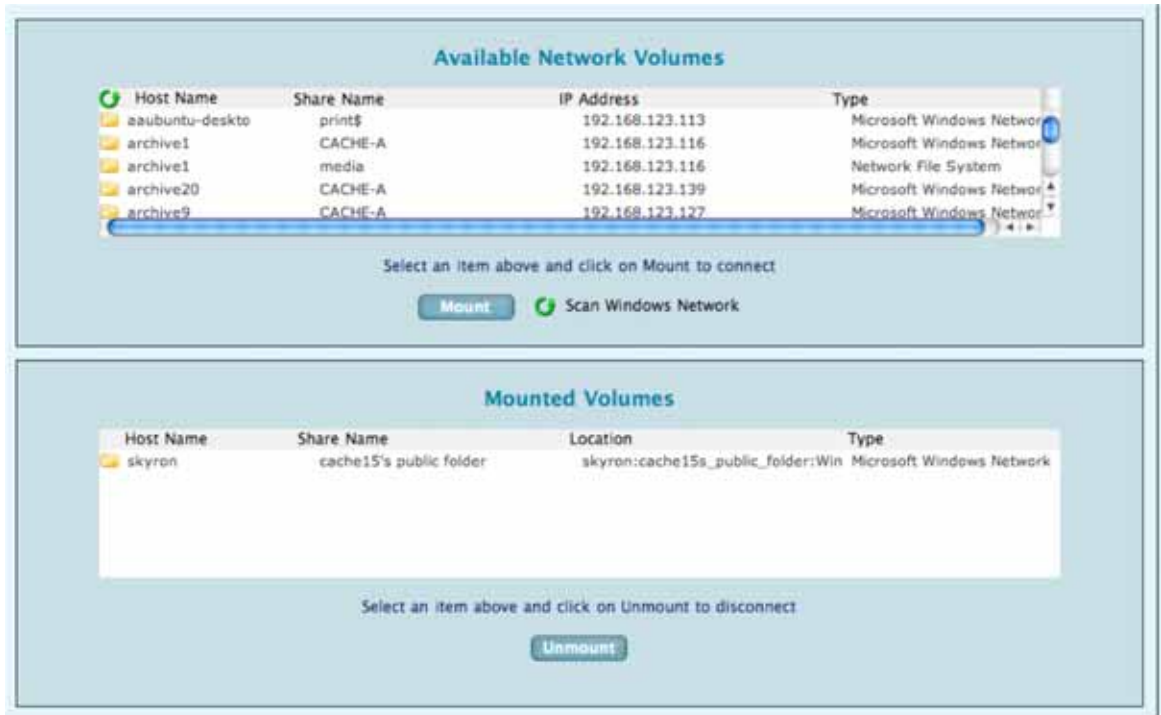 Available Network Volumes
Host Name Share Name IP Address Type
aaubuntu-deskto print$ 192.168.123.113 Microsoft Windows Networ
archive1 CACHE-A 192.168.123.116 Microsoft Windows Networ
archive1 media 192.168.123.116 Network File System
archive20 CACHE-A 192.168.123.139 Microsoft Windows Networ
archive9 CACHE-A 192.168.123.127 Microsoft Windows Networ
Select an item above and click on Mount to connect
Mount Scan Windows Network
Mounted Volumes
Host Name Share Name Location Type
skyron cache15's public folder skyron:cache15s_public_folder:Win Microsoft Windows Network
Select an item above and click on Unmount to disconnect
Unmount